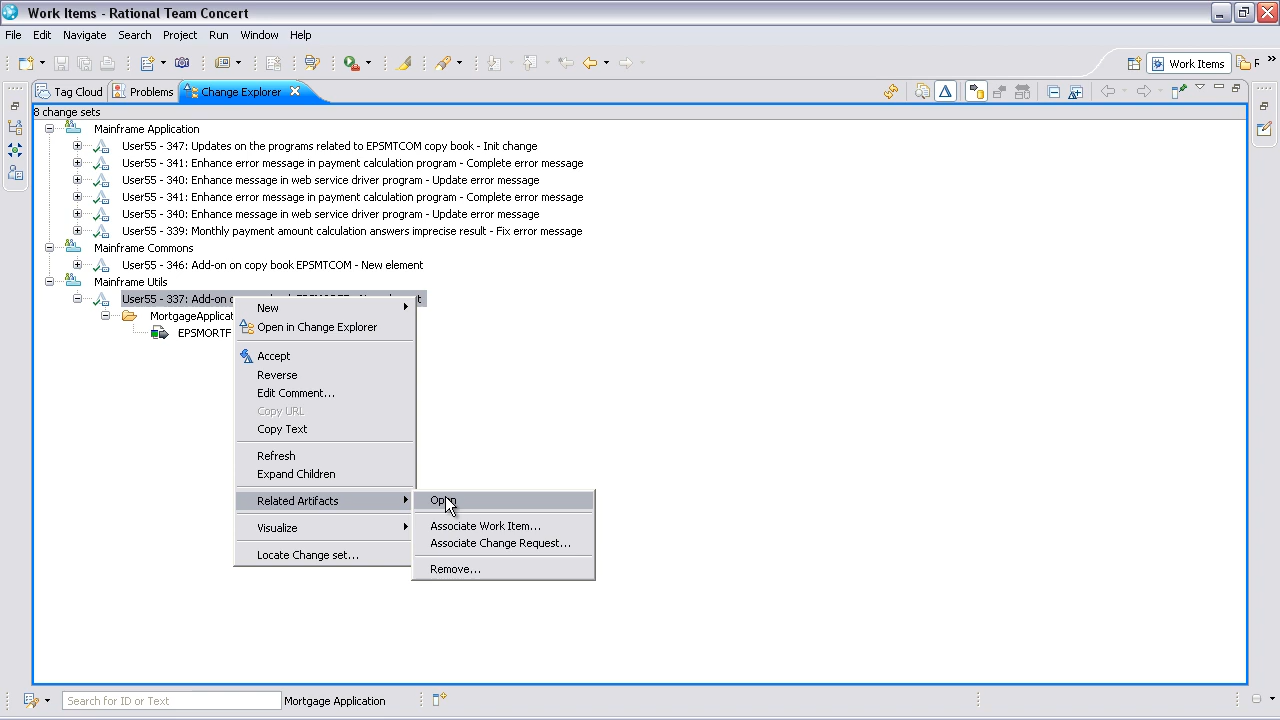 Work Items - Rational Team Concert
File Edit Navigate Search Project Run Window Help
Work Items F
Tag Cloud Problems Change Explorer
8 change sets
Mainframe Application
User55 - 347: Updates on the programs related to EPSMTCOM copy book - Init change
User55 - 341: Enhance error message in payment calculation program - Complete error message
User55 - 340: Enhance message in web service driver program - Update error message
User55 - 341: Enhance error message in payment calculation program - Complete error message
User55 - 340: Enhance message in web service driver program - Update error message
User55 - 339: Monthly payment amount calculation answers imprecise result - Fix error message
Mainframe Commons
User55 - 346: Add-on on copy book EPSMTCOM - New element
Mainframe Utils
User55 - 337: Add-on
New
MortgageApplicat
Open in Change Explorer
EPSMORTF
Accept
Reverse
Edit Comment...
Copy URL
Copy Text
Refresh
Expand Children
Related Artifacts
Open
Visualize
Associate Work Item...
Associate Change Request...
Locate Change set...
Remove...
Search for ID or Text Mortgage Application